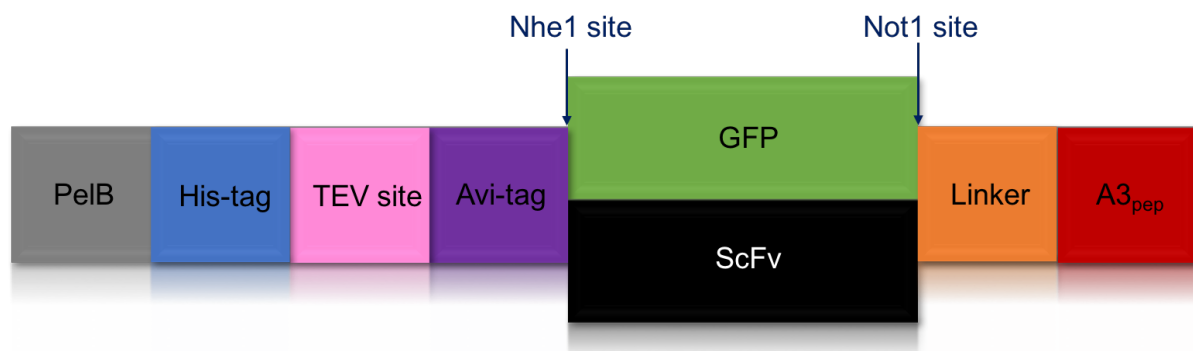 Nhe1 site Not1 site
PelB His-tag TEV site Avi-tag GFP Linker A3pep
ScFv